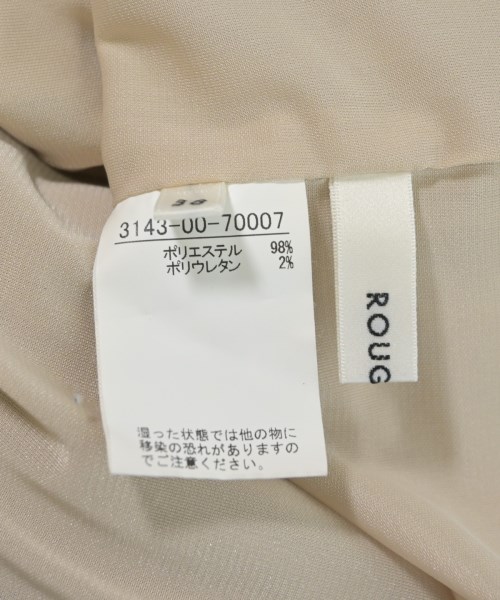 36
3143-00-70007
ポリエステル 98%
ポリウレタン 2%
湿った状態では他の物に
移染の恐れがありますの
でご注意ください。
ROUG